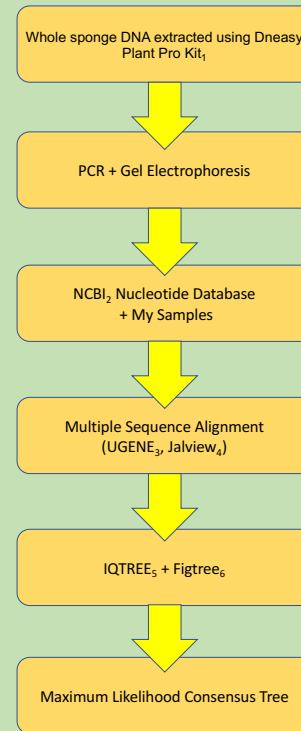 Whole sponge DNA extracted using Dneasy
Plant Pro Kit₁
PCR + Gel Electrophoresis
NCBI₂ Nucleotide Database
+ My Samples
Multiple Sequence Alignment
(UGENE₃, Jalview₄)
IQTREE₅ + Figtree₆
Maximum Likelihood Consensus Tree